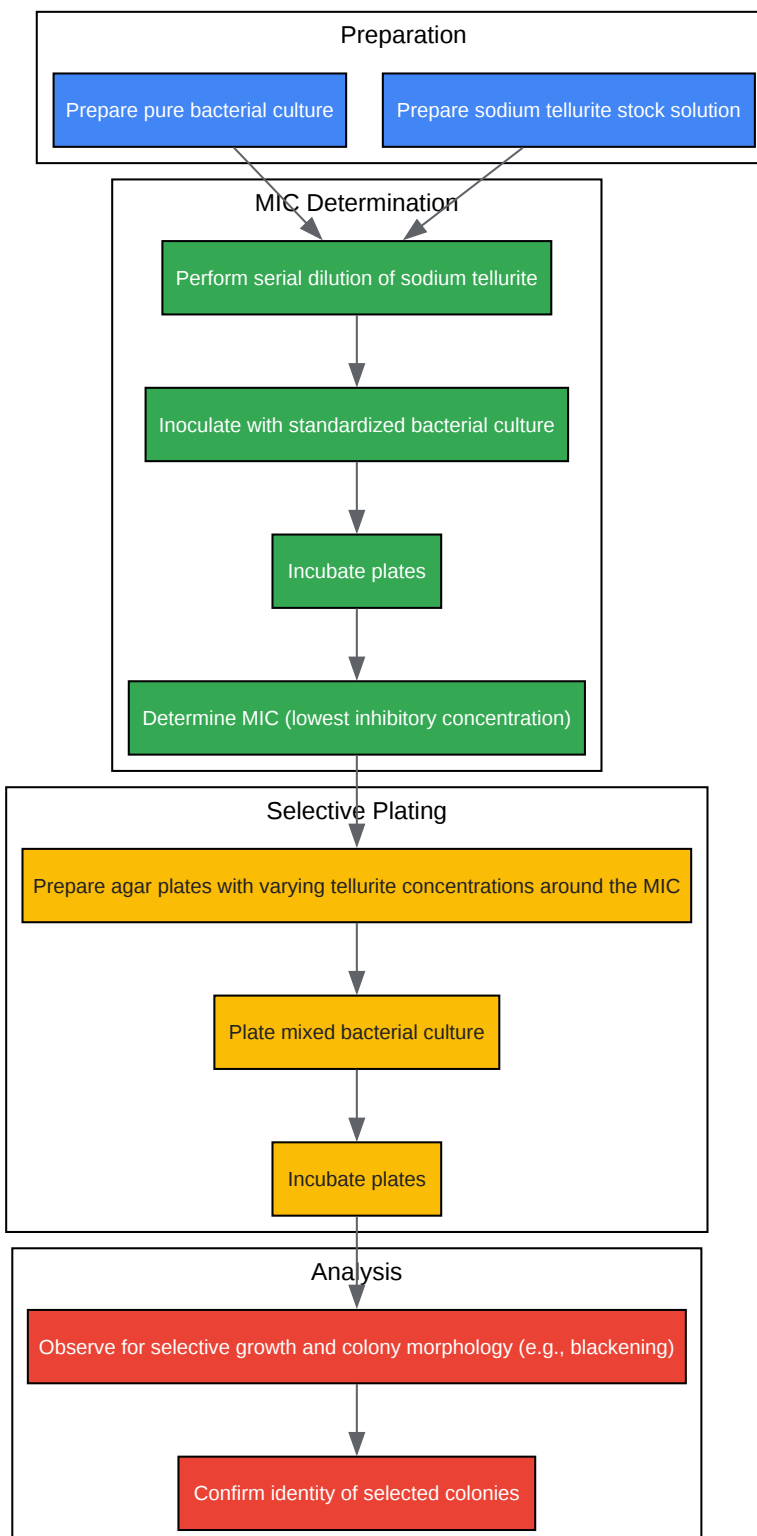 Preparation
Prepare pure bacterial culture
Prepare sodium tellurite stock solution
MIC Determination
Perform serial dilution of sodium tellurite
Inoculate with standardized bacterial culture
Incubate plates
Determine MIC (lowest inhibitory concentration)
Selective Plating
Prepare agar plates with varying tellurite concentrations around the MIC
Plate mixed bacterial culture
Incubate plates
Analysis
Observe for selective growth and colony morphology (e.g., blackening)
Confirm identity of selected colonies